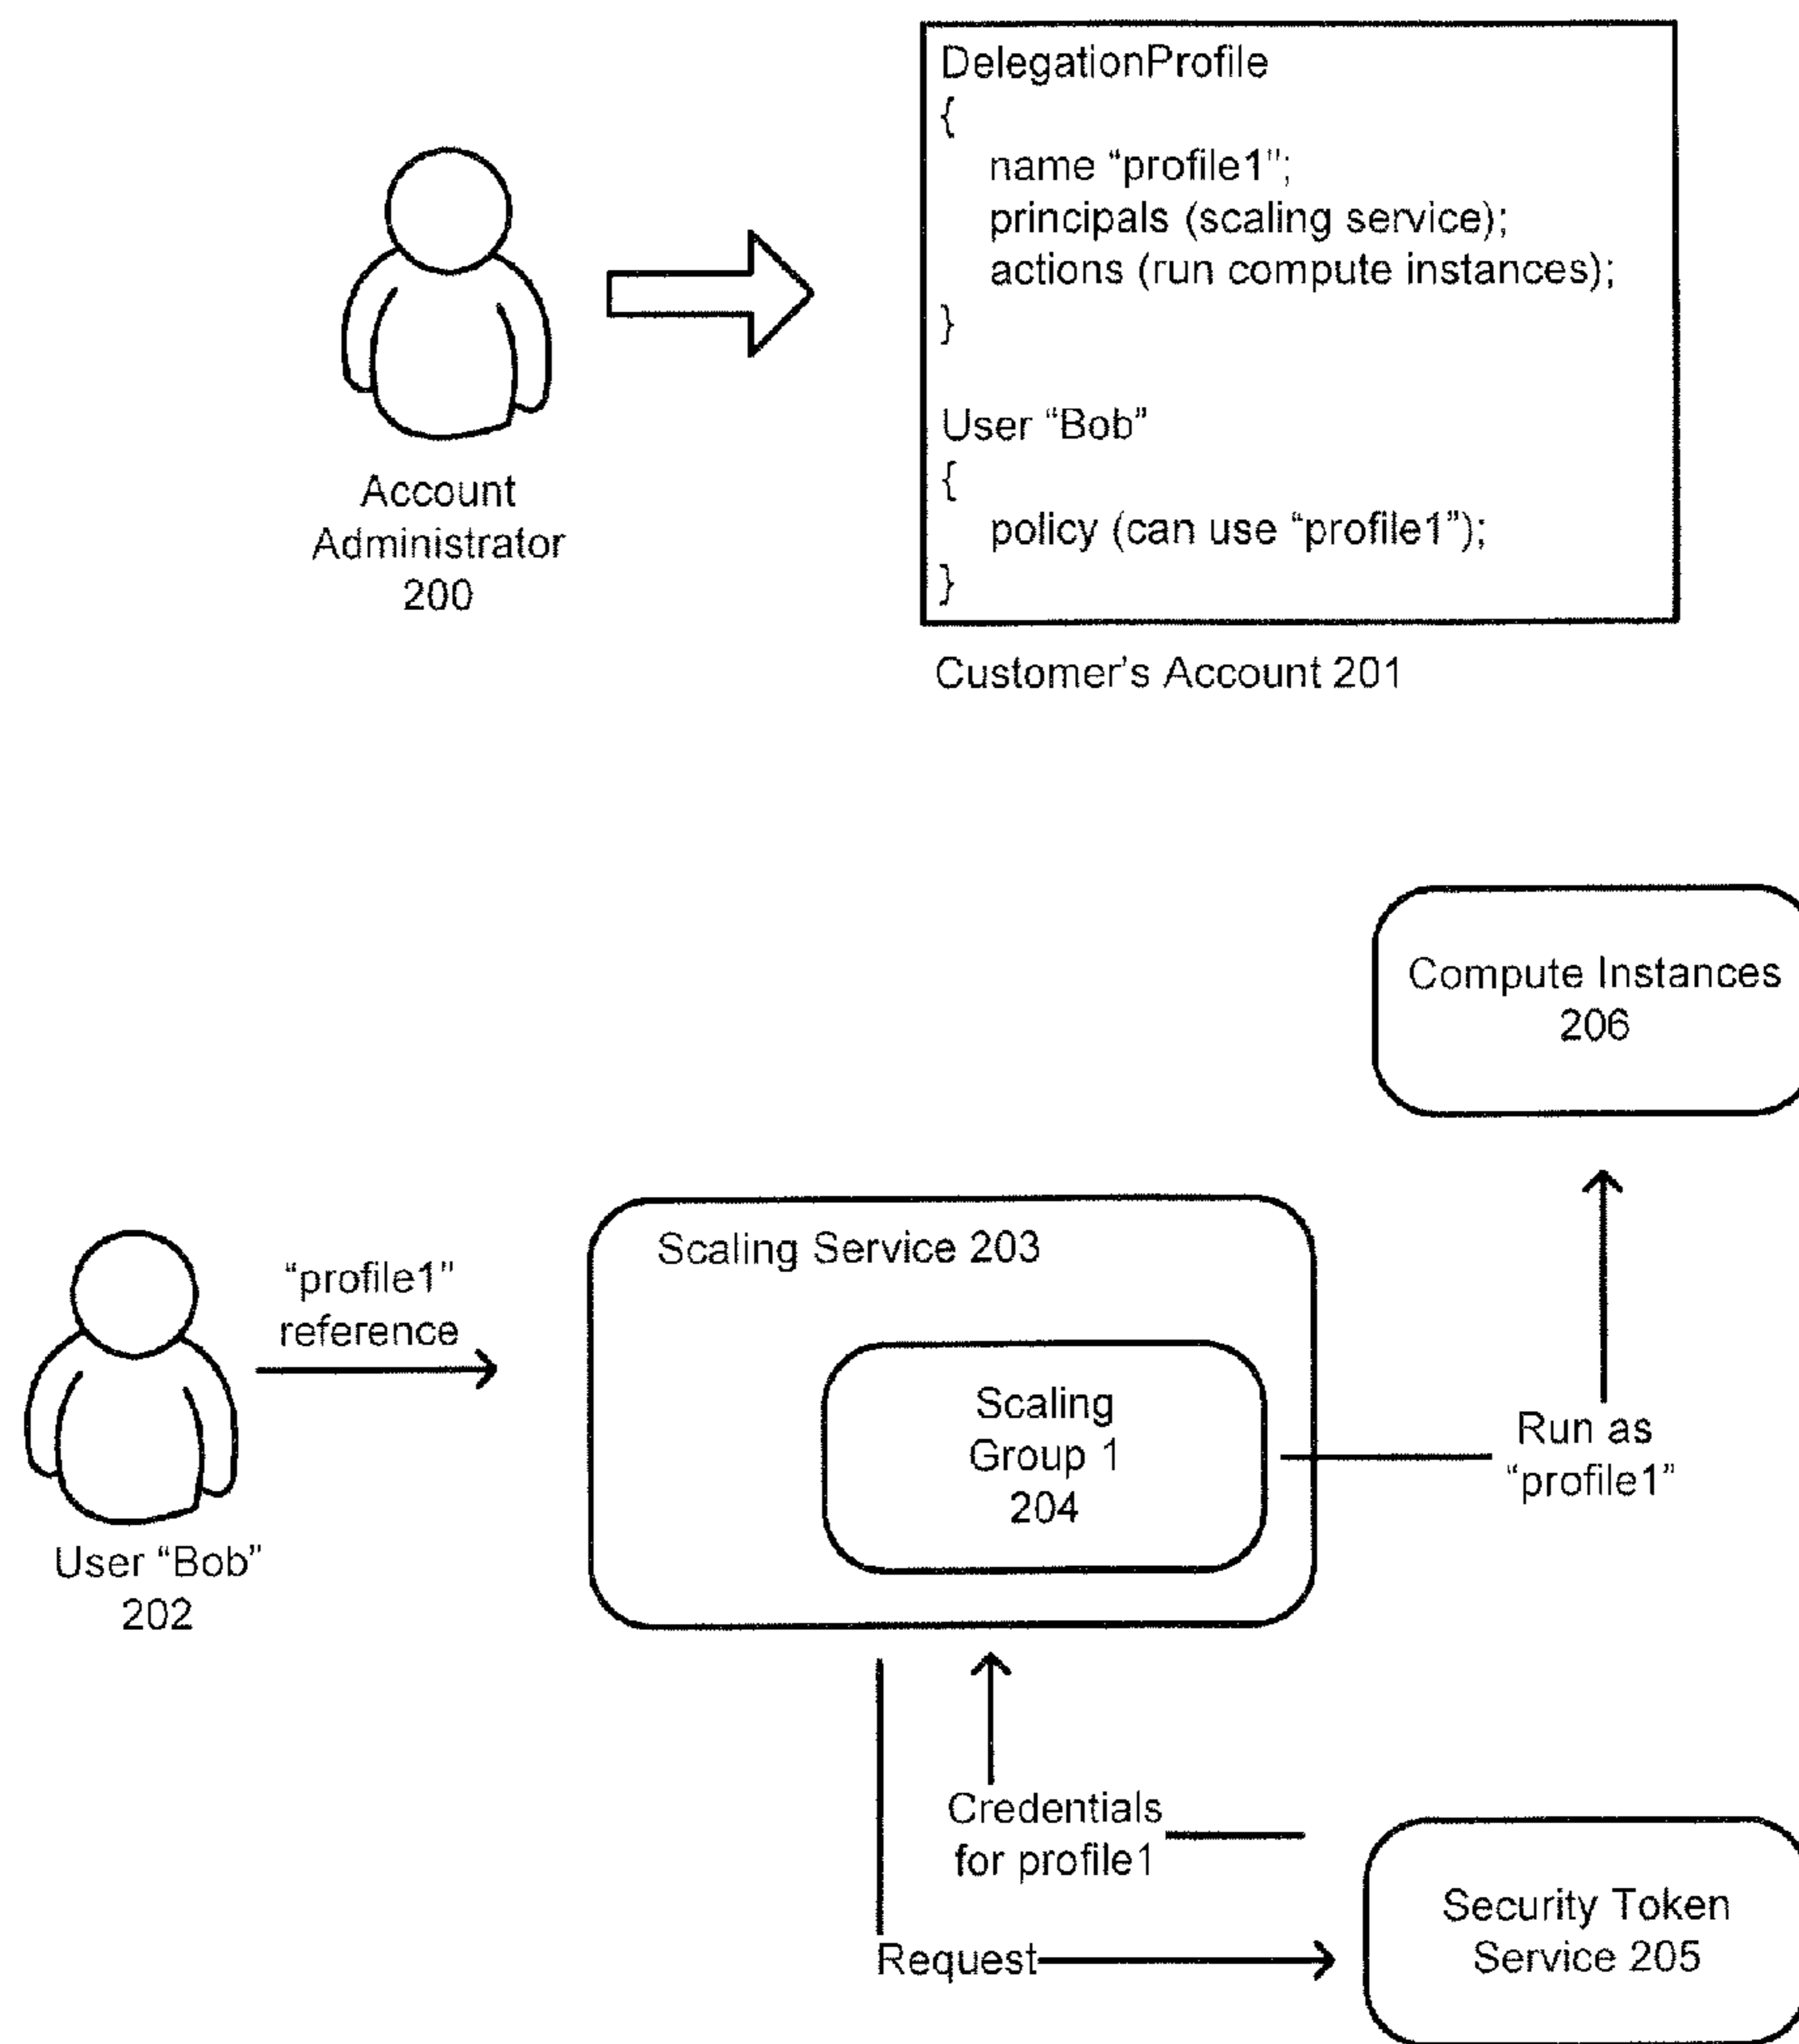 DelegationProfile
{
name “profile1”;
principals (scaling service);
actions (run compute instances);
}
User “Bob”
{
policy (can use “profile1”);
}
Account
Administrator
200
Customer’s Account 201
Compute Instances
206
Scaling Service 203
“profile1”
reference
Scaling
Group 1
204
Run as
“profile1”
User “Bob”
202
Credentials
for profile1
Request
Security Token
Service 205